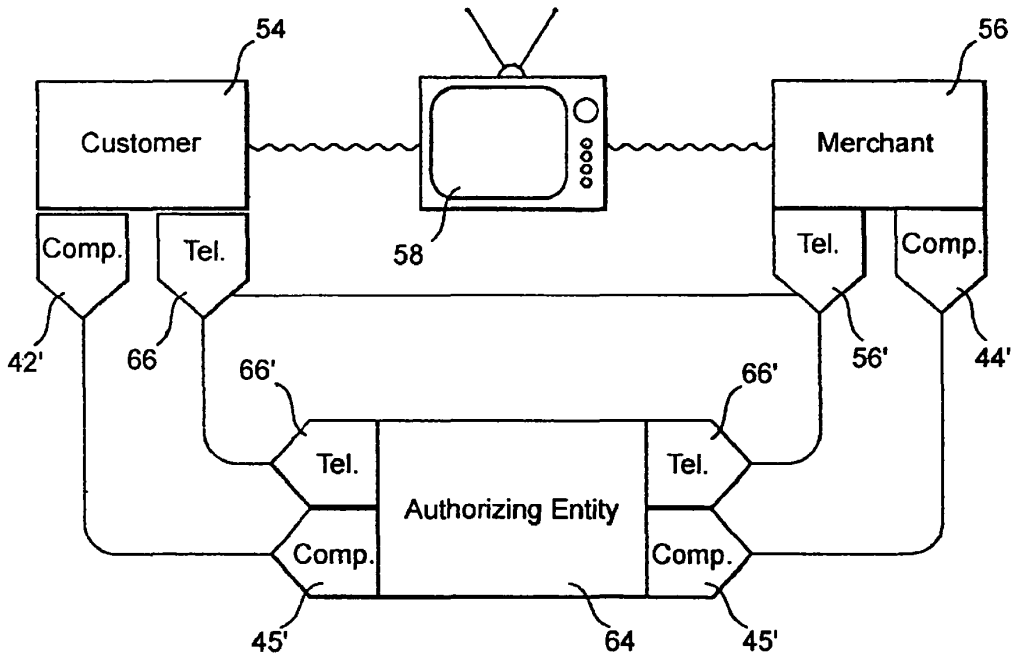 54
56
Customer
Merchant
Comp.
Tel.
58
Tel.
Comp.
42'
66
56'
44'
66'
66'
Tel.
Tel.
Authorizing Entity
Comp.
Comp.
45'
64
45'